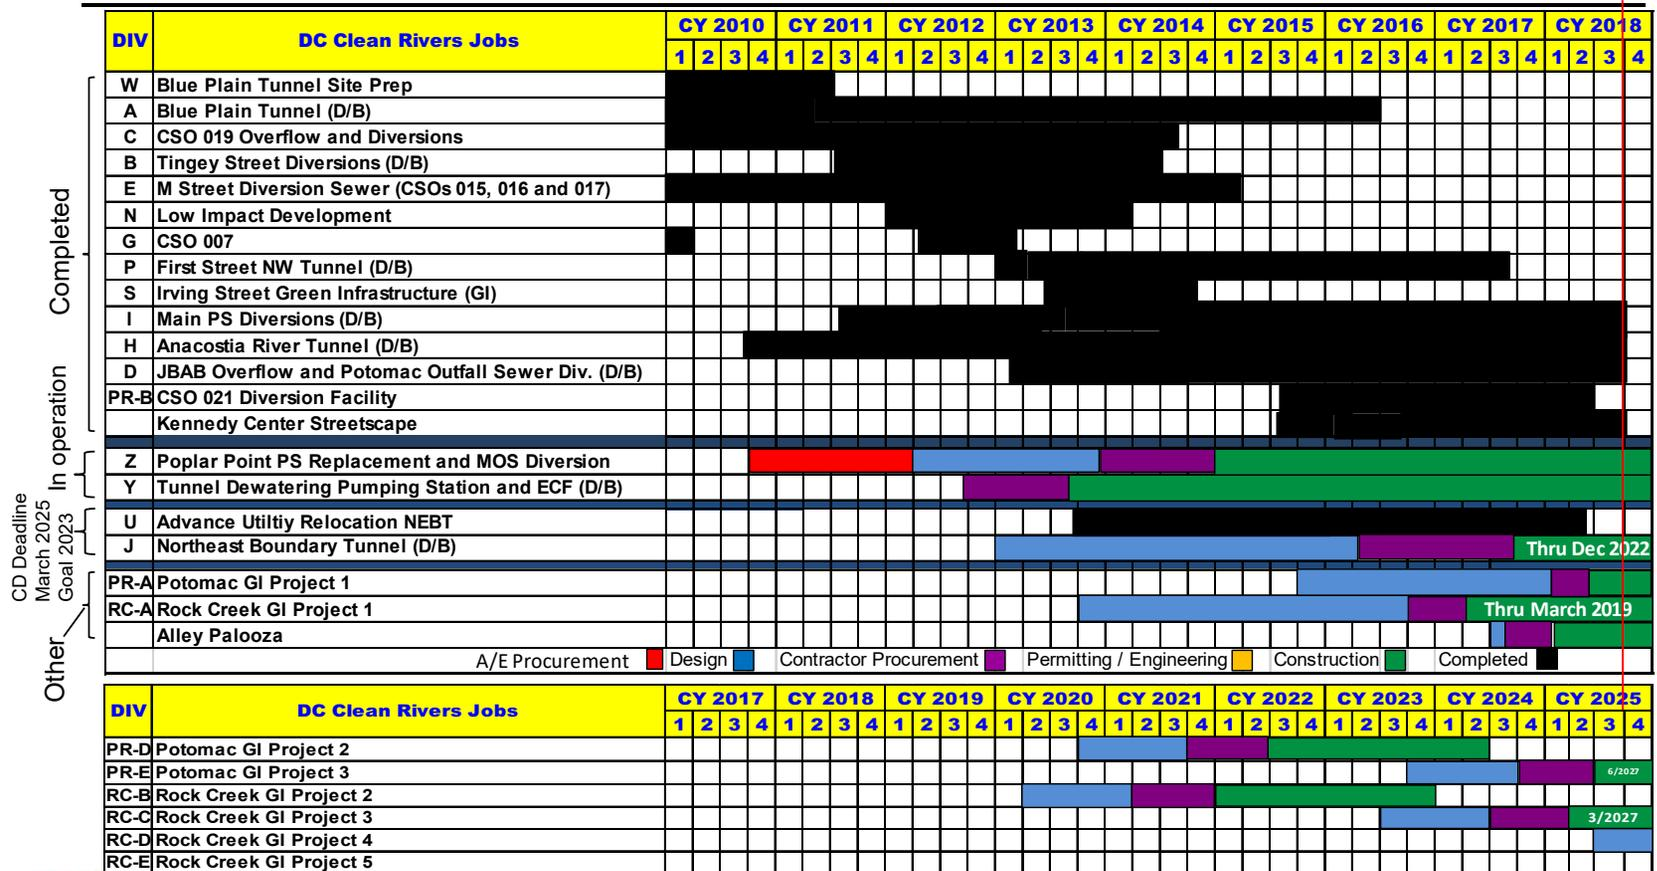 DIV DC Clean Rivers Jobs CY 2010 CY 2011 CY 2012 CY 2013 CY 2014 CY 2015 CY 2016 CY 2017 CY 2018
1 2 3 4 1 2 3 4 1 2 3 4 1 2 3 4 1 2 3 4 1 2 3 4 1 2 3 4 1 2 3 4 1 2 3 4
Completed
W Blue Plain Tunnel Site Prep
A Blue Plain Tunnel (D/B)
C CSO 019 Overflow and Diversions
B Tingey Street Diversions (D/B)
E M Street Diversion Sewer (CSOs 015, 016 and 017)
N Low Impact Development
G CSO 007
P First Street NW Tunnel (D/B)
S Irving Street Green Infrastructure (GI)
I Main PS Diversions (D/B)
H Anacostia River Tunnel (D/B)
D JBAB Overflow and Potomac Outfall Sewer Div. (D/B)
PR-B CSO 021 Diversion Facility
Kennedy Center Streetscape
In operation
Z Poplar Point PS Replacement and MOS Diversion
Y Tunnel Dewatering Pumping Station and ECF (D/B)
CD Deadline
March 2025
Goal 2023
U Advance Utiltiy Relocation NEBT
J Northeast Boundary Tunnel (D/B) Thru Dec 2022
Other
PR-A Potomac GI Project 1
RC-A Rock Creek GI Project 1 Thru March 2019
Alley Palooza
A/E Procurement Design Contractor Procurement Permitting / Engineering Construction Completed
DIV DC Clean Rivers Jobs CY 2017 CY 2018 CY 2019 CY 2020 CY 2021 CY 2022 CY 2023 CY 2024 CY 2025
1 2 3 4 1 2 3 4 1 2 3 4 1 2 3 4 1 2 3 4 1 2 3 4 1 2 3 4 1 2 3 4 1 2 3 4
PR-D Potomac GI Project 2
PR-E Potomac GI Project 3 6/2027
RC-B Rock Creek GI Project 2
RC-C Rock Creek GI Project 3 3/2027
RC-D Rock Creek GI Project 4
RC-E Rock Creek GI Project 5